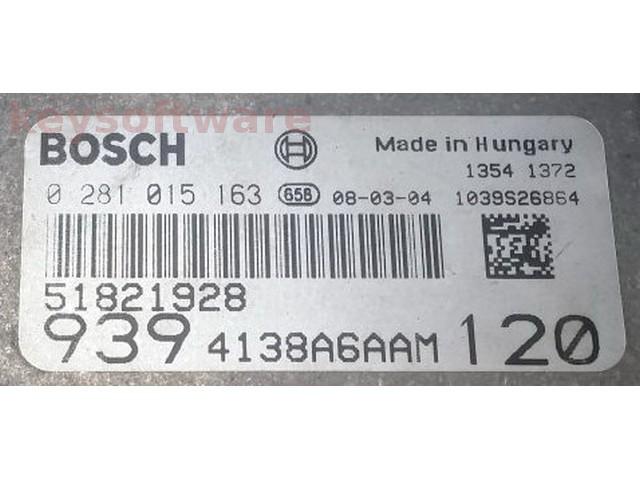 keysoftware
BOSCH Made in Hungary
1354 1372
0 281 015 163 65B 08-03-04 1039S26864
51821928
939 4138A6AAM 120